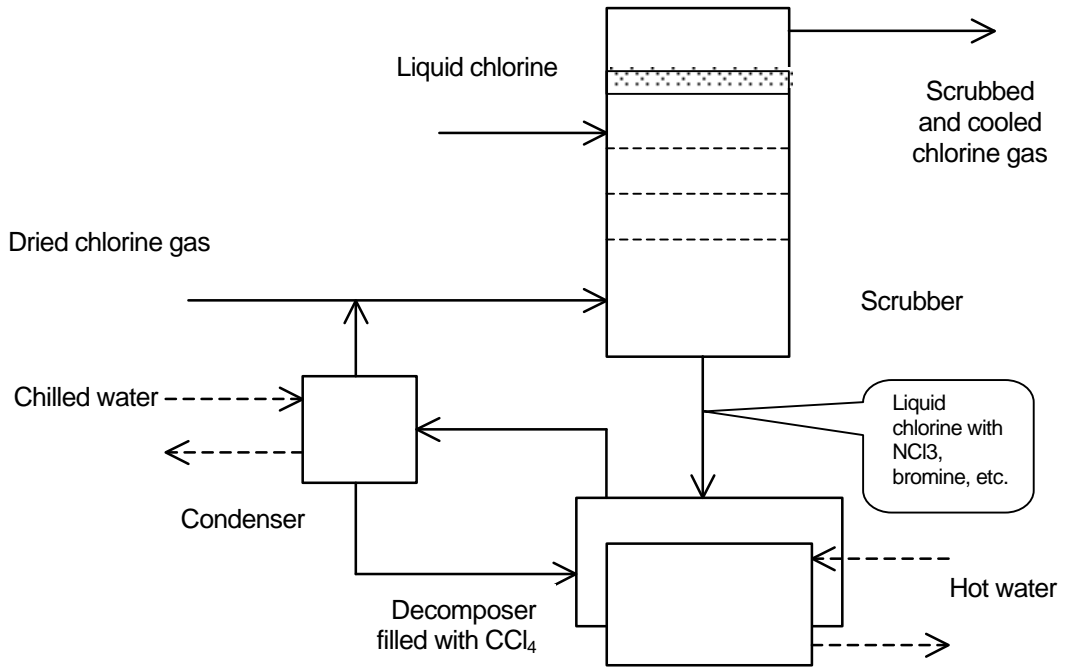 Liquid chlorine
Scrubbed
and cooled
chlorine gas
Dried chlorine gas
Scrubber
Chilled water
Liquid
chlorine with
NCl3,
bromine, etc.
Condenser
Hot water
Decomposer
filled with CCl₄